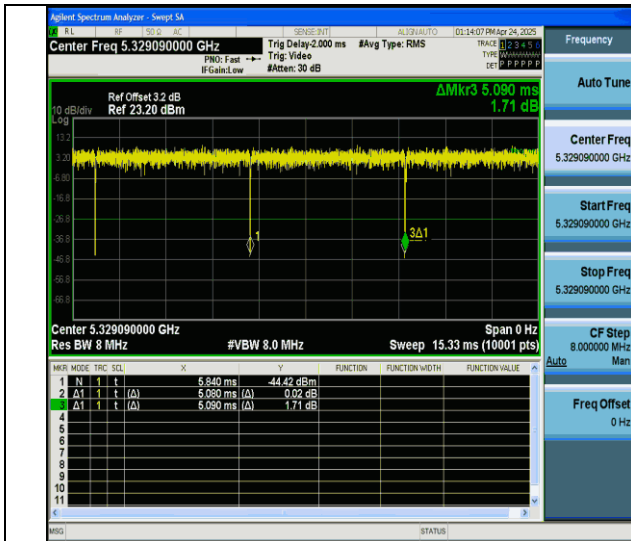 Agilent Spectrum Analyzer - Swept SA
RL RF 50 Ω AC SENSE:INT ALIGN AUTO 01:14:07 PM Apr 24, 2025
Center Freq 5.329090000 GHz
PNO: Fast
IFGain:Low
Trig Delay-2.000 ms
Trig: Video
#Atten: 30 dB
#Avg Type: RMS
TRACE 1 2 3 4 5 6
TYPE W
DET P P P P P P
Frequency
Auto Tune
Center Freq
5.329090000 GHz
Start Freq
5.329090000 GHz
Stop Freq
5.329090000 GHz
CF Step
8.000000 MHz
Auto Man
Freq Offset
0 Hz
ΔMkr3 5.090 ms
1.71 dB
Ref Offset 3.2 dB
10 dB/div Ref 23.20 dBm
Log
13.2
3.20
-6.80
-16.8
-26.8
-36.8
-46.8
-56.8
-66.8
1
3Δ1
Center 5.329090000 GHz Span 0 Hz
Res BW 8 MHz #VBW 8.0 MHz Sweep 15.33 ms (10001 pts)
MKR MODE TRC SCL X Y FUNCTION FUNCTION WIDTH FUNCTION VALUE
1 N 1 t 5.840 ms -44.42 dBm
2 Δ1 1 t (Δ) 5.080 ms (Δ) 0.02 dB
3 Δ1 1 t (Δ) 5.090 ms (Δ) 1.71 dB
4
5
6
7
8
9
10
11
MSG STATUS